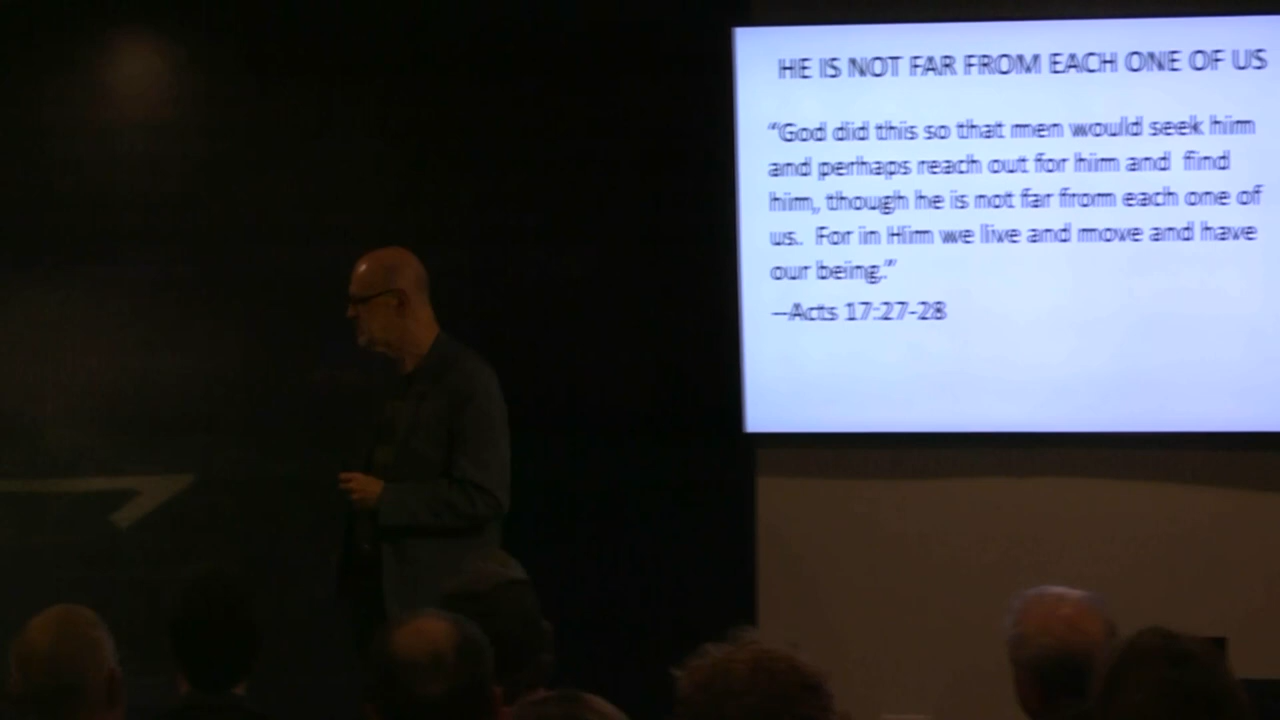 HE IS NOT FAR FROM EACH ONE OF US
“God did this so that men would seek him
and perhaps reach out for him and find
him, though he is not far from each one of
us. For in Him we live and move and have
our being.”
–Acts 17:27-28